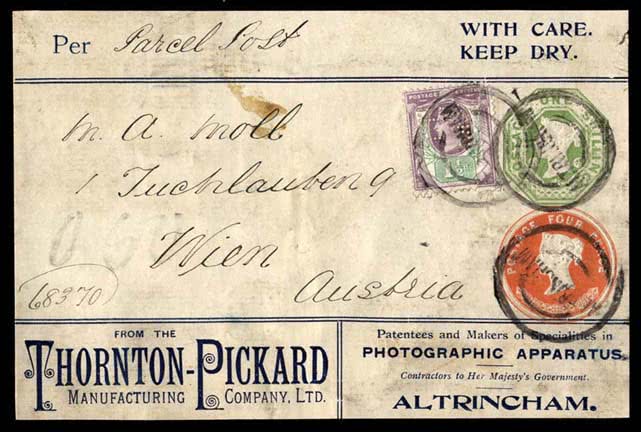 Per Parcel Post
WITH CARE.
KEEP DRY.
M. A. Moll
1 Tuchlauben 9
Wien
Austria
68370
POSTAGE
ONE SHILLING
POSTAGE FOUR PENCE
FROM THE
THORNTON-PICKARD
MANUFACTURING COMPANY, LTD.
Patentees and Makers of Specialities in
PHOTOGRAPHIC APPARATUS
Contractors to Her Majesty's Government.
ALTRINCHAM.